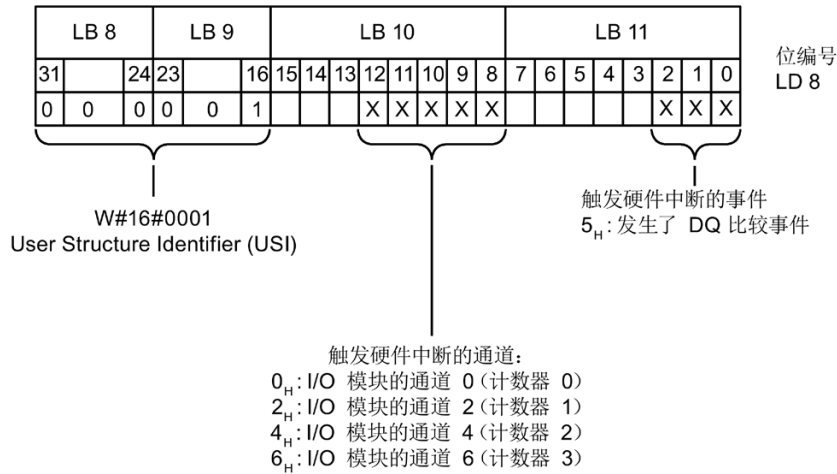 LB 8 LB 9 LB 10 LB 11
位编号
LD 8
31 24 23 16 15 14 13 12 11 10 9 8 7 6 5 4 3 2 1 0
0 0 0 0 0 1 X X X X X X X X
W#16#0001
User Structure Identifier (USI)
触发硬件中断的事件
5H:发生了 DQ 比较事件
触发硬件中断的通道:
0H:I/O 模块的通道 0(计数器 0)
2H:I/O 模块的通道 2(计数器 1)
4H:I/O 模块的通道 4(计数器 2)
6H:I/O 模块的通道 6(计数器 3)